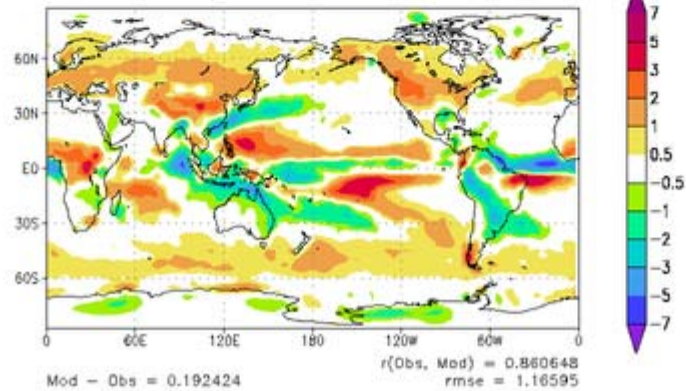 60N
30N
EQ
30S
60S
0 60E 120E 180 120W 60W 0
7
5
3
2
1
0.5
-0.5
-1
-2
-3
-5
-7
r(Obs, Mod) = 0.860648
Mod - Obs = 0.192424 rmse = 1.16595